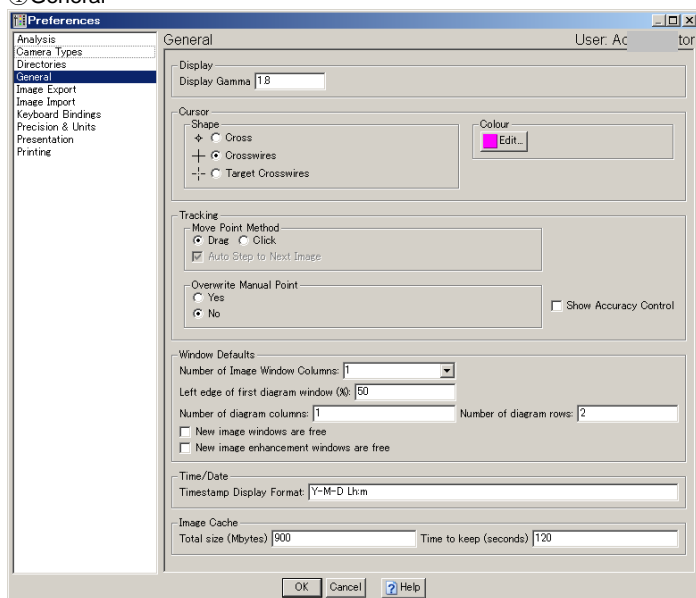 ①General
Preferences
Analysis
Camera Types
Directories
General
Image Export
Image Import
Keyboard Bindings
Precision & Units
Presentation
Printing
General
User: Ac tor
Display
Display Gamma 1.8
Cursor
Shape
Cross
Crosswires
Target Crosswires
Colour
Edit...
Tracking
Move Point Method
Drag Click
Auto Step to Next Image
Overwrite Manual Point
Yes
No
Show Accuracy Control
Window Defaults
Number of Image Window Columns: 1
Left edge of first diagram window (%): 50
Number of diagram columns: 1 Number of diagram rows: 2
New image windows are free
New image enhancement windows are free
Time/Date
Timestamp Display Format: Y-M-D Lh:m
Image Cache
Total size (Mbytes) 900 Time to keep (seconds) 120
OK Cancel Help